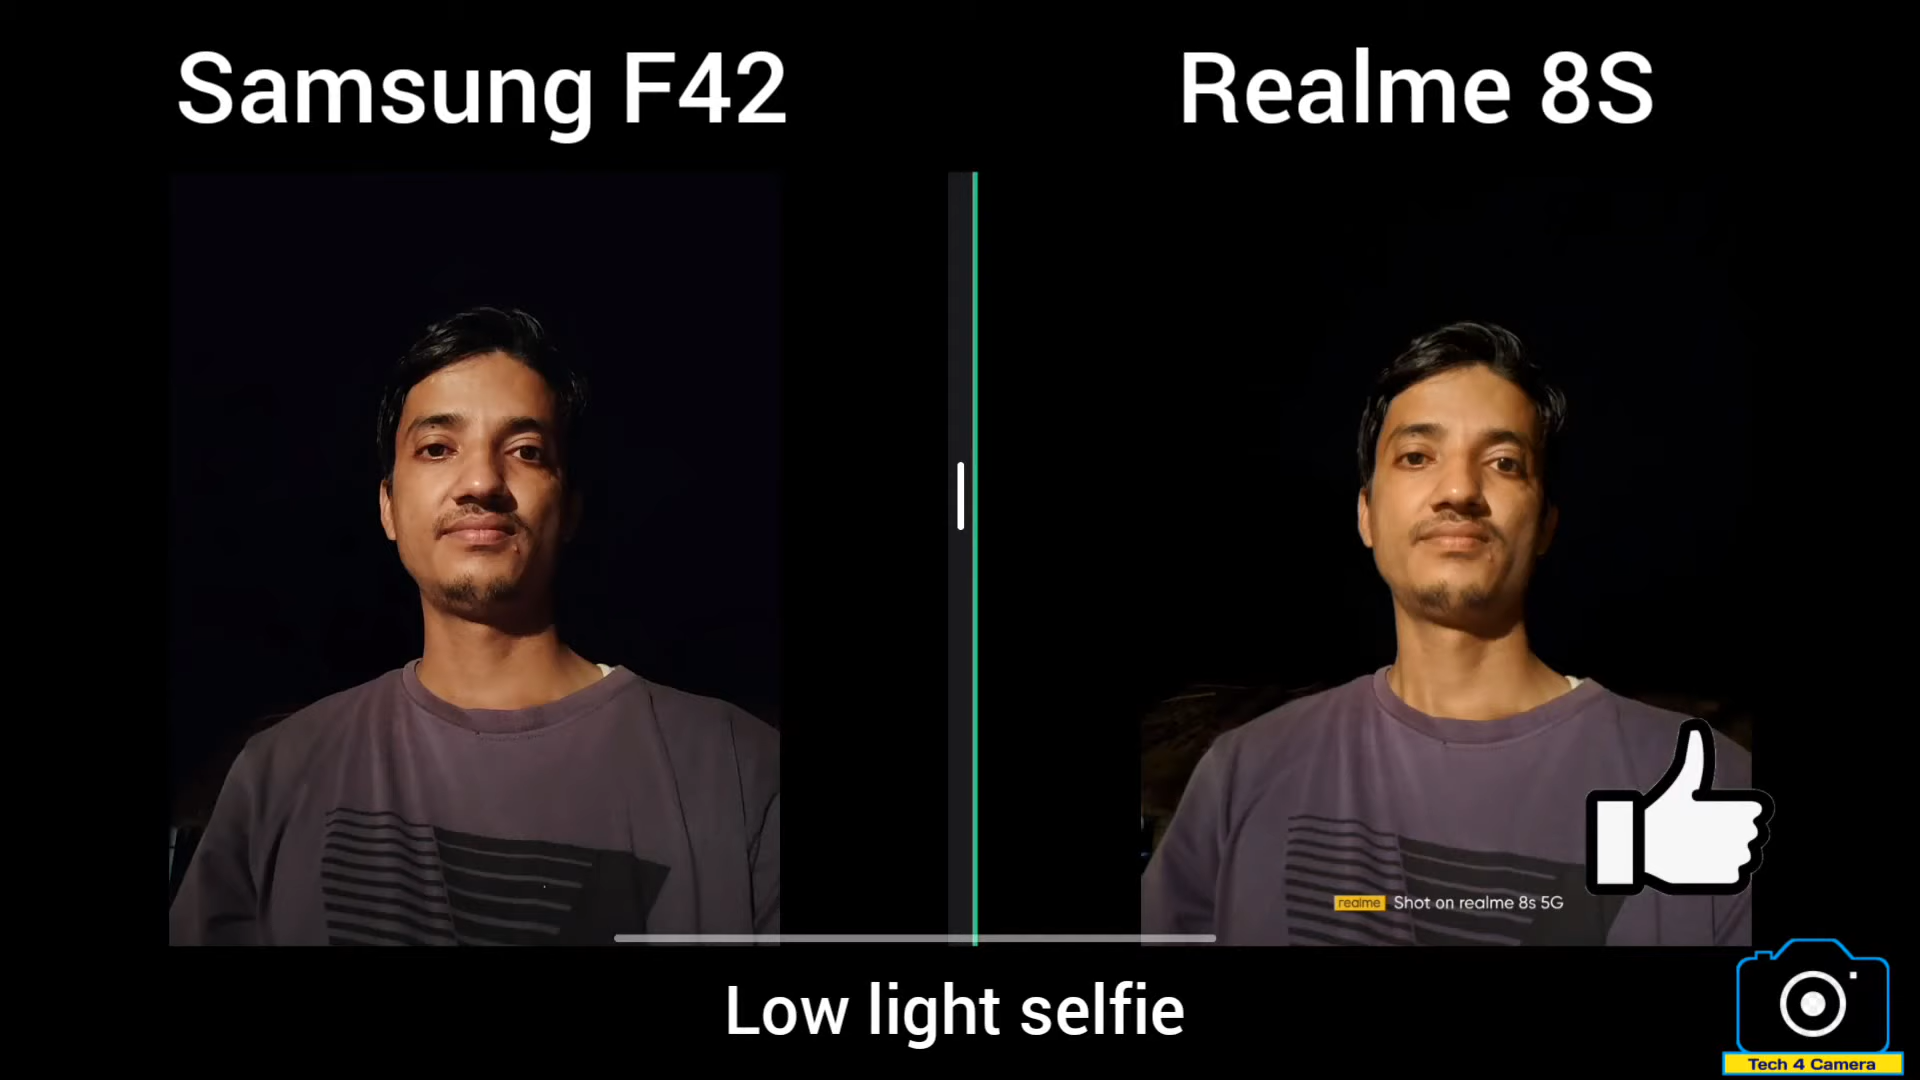 Samsung F42
Realme 8S
realme Shot on realme 8s 5G
Low light selfie
Tech 4 Camera